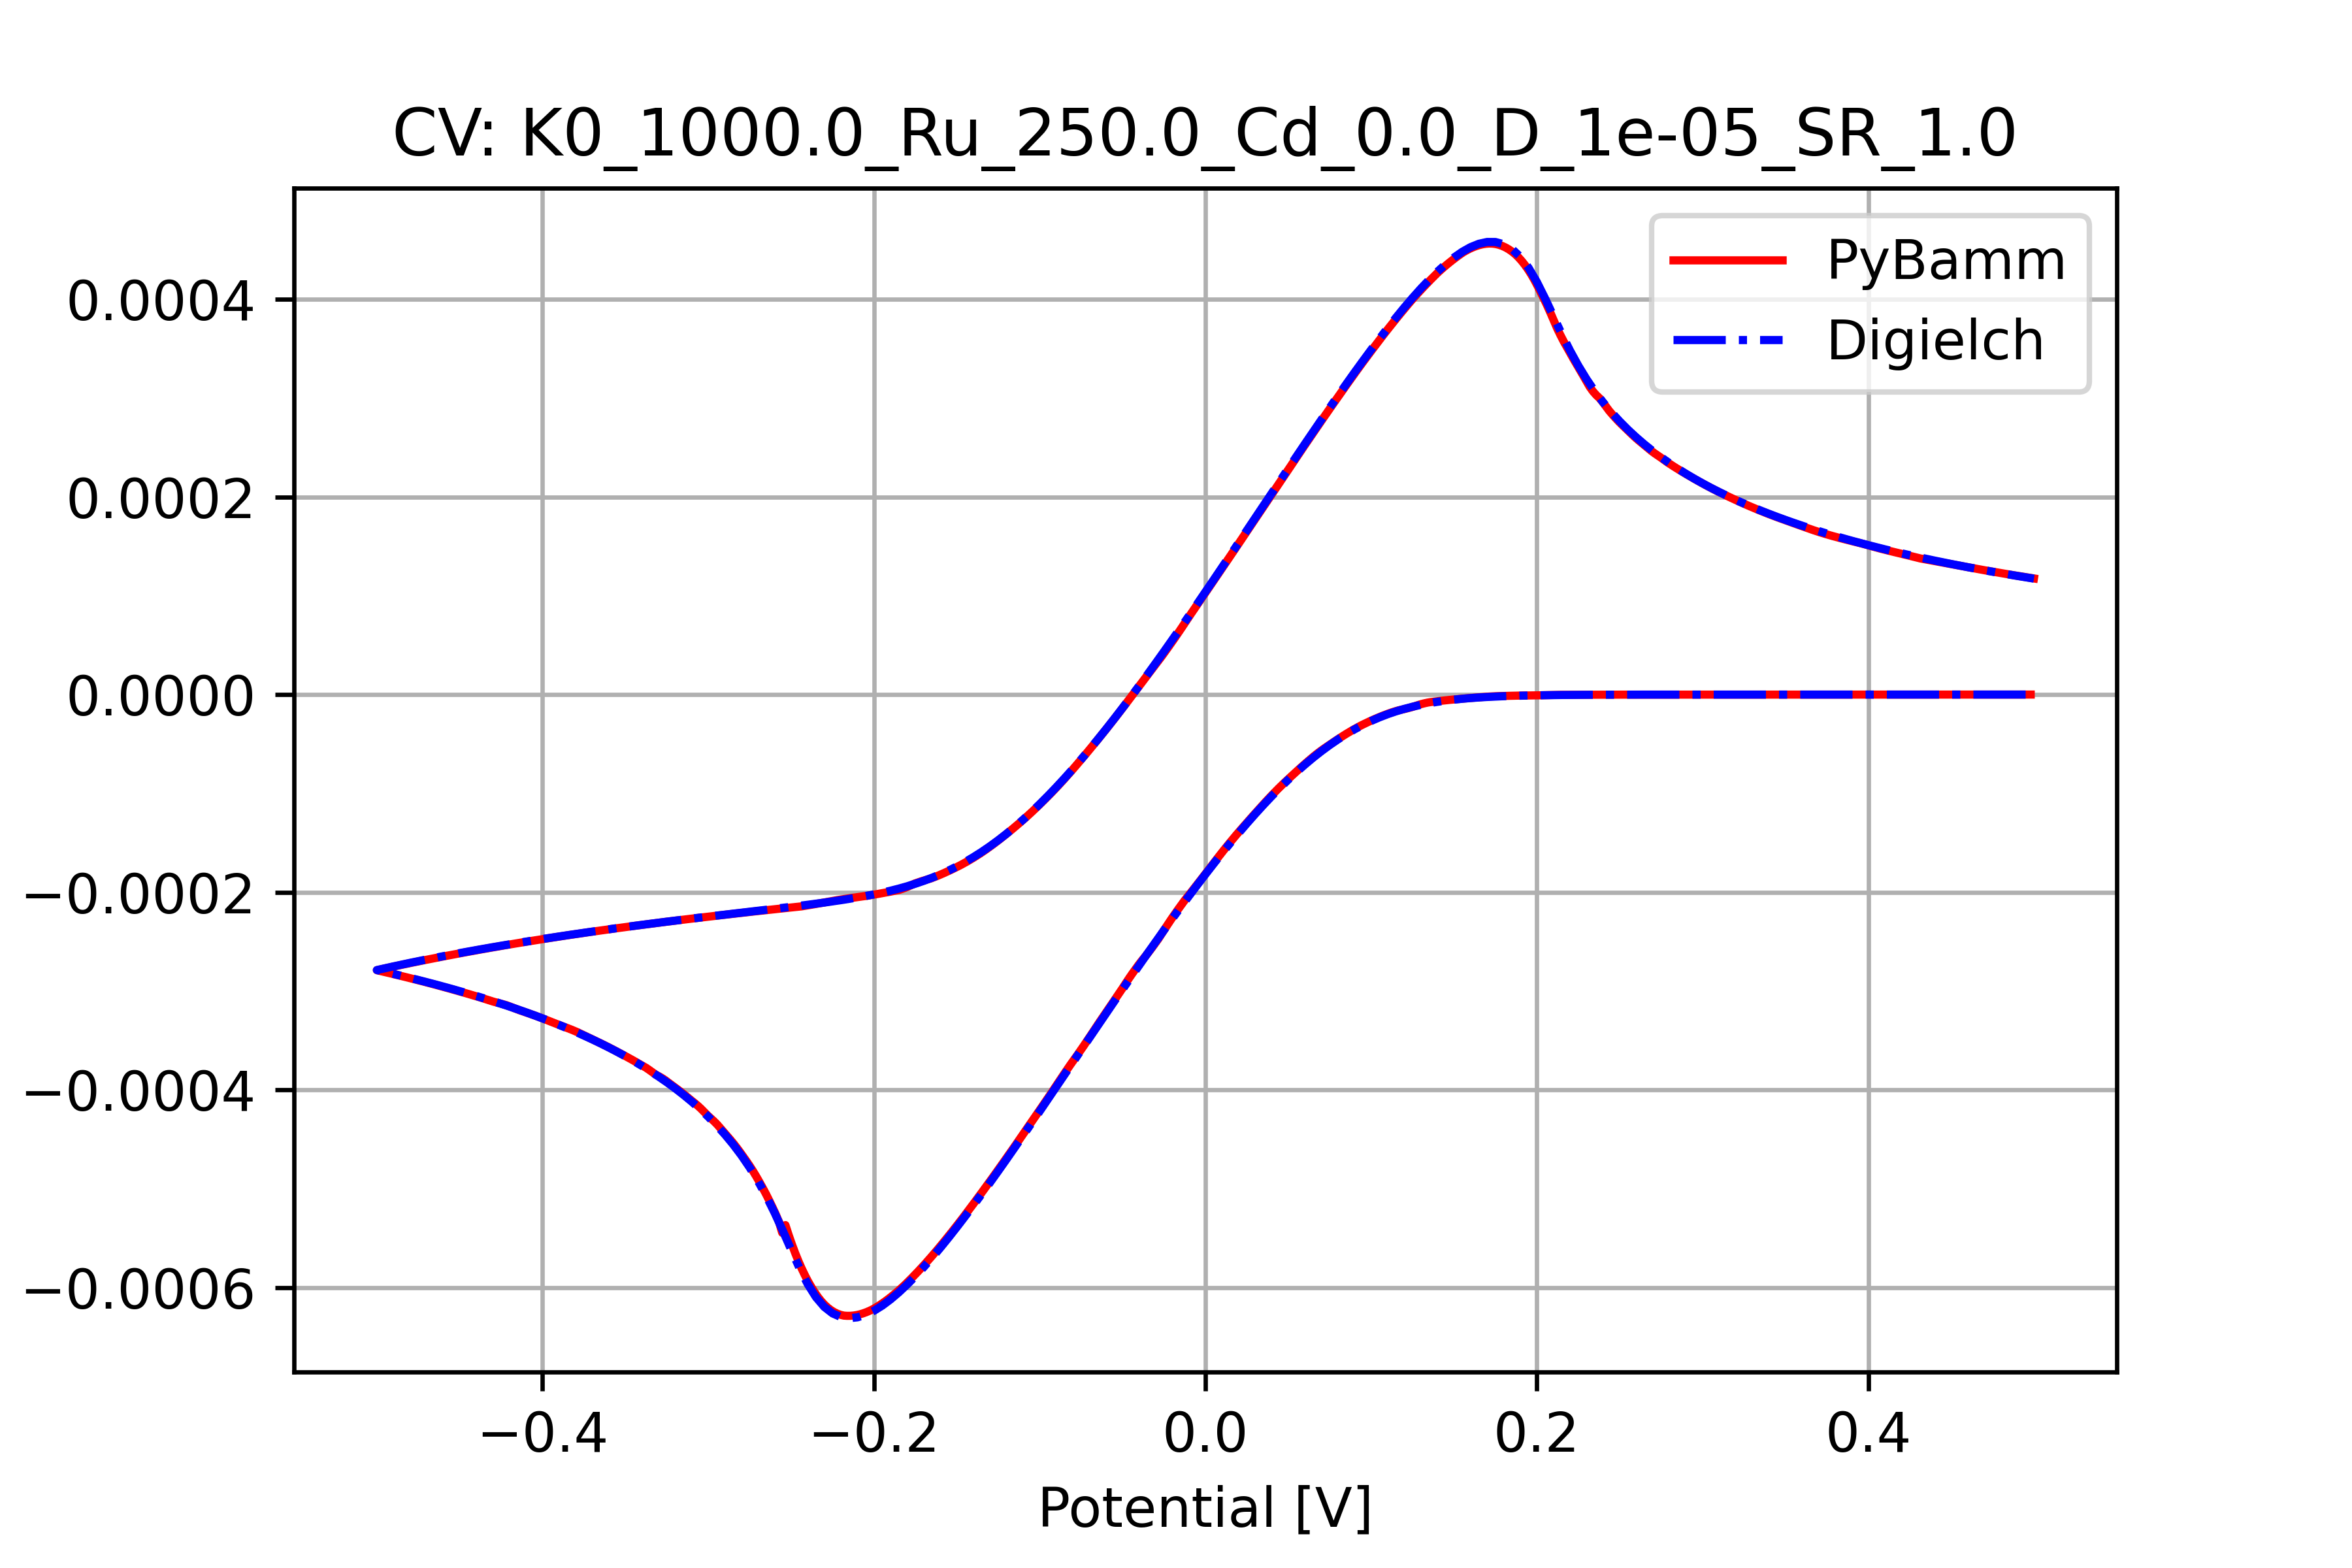 CV: K0_1000.0_Ru_250.0_Cd_0.0_D_1e-05_SR_1.0
PyBamm
Digielch
0.0004
0.0002
0.0000
−0.0002
−0.0004
−0.0006
−0.4 −0.2 0.0 0.2 0.4
Potential [V]